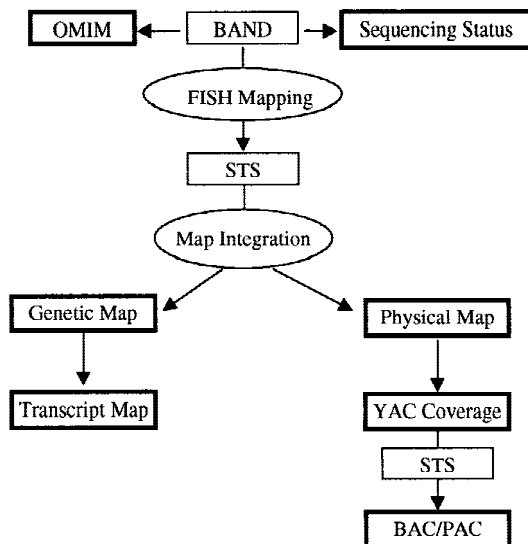 OMIM
BAND
Sequencing Status
FISH Mapping
STS
Map Integration
Genetic Map
Physical Map
Transcript Map
YAC Coverage
STS
BAC/PAC